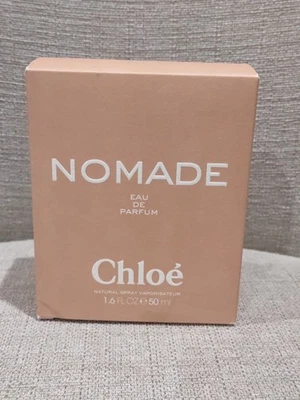 NOMADE
EAU
DE
PARFUM
Chloé
NATURAL SPRAY VAPORISATEUR
1.6 FL.OZ℮50 ml